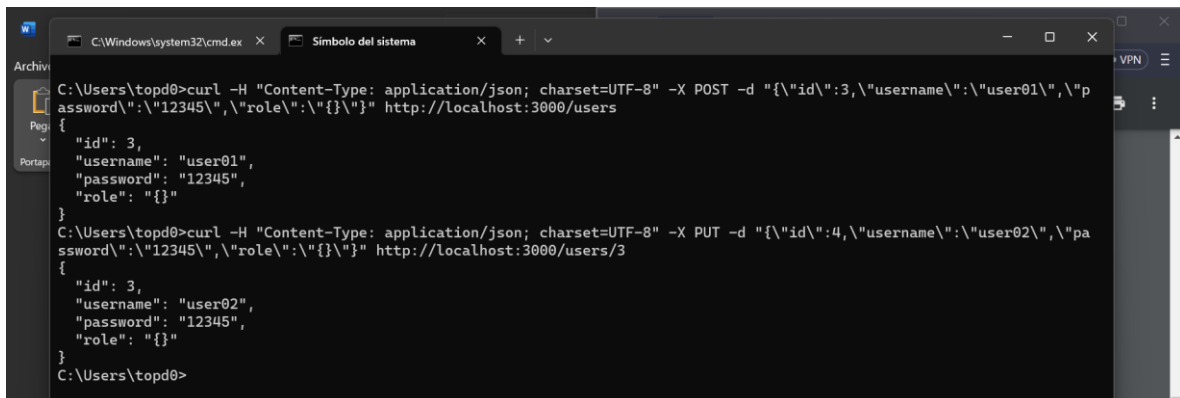 C:\Windows\system32\cmd.ex
Símbolo del sistema
VPN
Archiv
Pega
Portapa
C:\Users\topd0>curl -H "Content-Type: application/json; charset=UTF-8" -X POST -d "{\"id\":3,\"username\":\"user01\",\"p
assword\":\"12345\",\"role\":\"{}\"}" http://localhost:3000/users
{
  "id": 3,
  "username": "user01",
  "password": "12345",
  "role": "{}"
}
C:\Users\topd0>curl -H "Content-Type: application/json; charset=UTF-8" -X PUT -d "{\"id\":4,\"username\":\"user02\",\"pa
ssword\":\"12345\",\"role\":\"{}\"}" http://localhost:3000/users/3
{
  "id": 3,
  "username": "user02",
  "password": "12345",
  "role": "{}"
}
C:\Users\topd0>